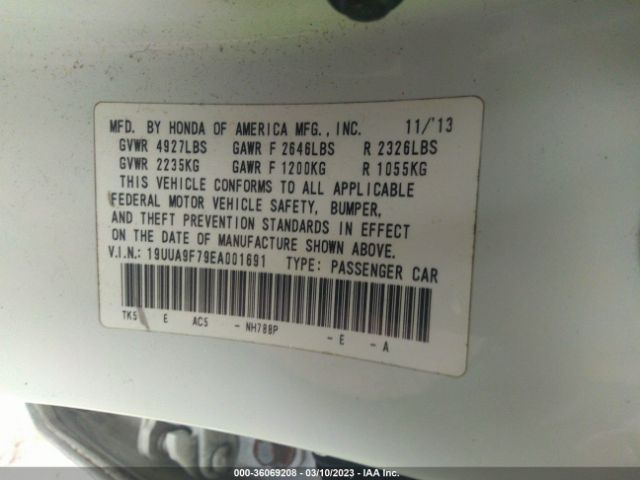 MFD. BY HONDA OF AMERICA MFG., INC. 11/'13
GVWR 4927LBS GAWR F 2646LBS R 2326LBS
GVWR 2235KG GAWR F 1200KG R 1055KG
THIS VEHICLE CONFORMS TO ALL APPLICABLE
FEDERAL MOTOR VEHICLE SAFETY, BUMPER,
AND THEFT PREVENTION STANDARDS IN EFFECT
ON THE DATE OF MANUFACTURE SHOWN ABOVE.
V.I.N.: 19UUA9F79EA001691 TYPE: PASSENGER CAR
TK5 E AC5 - NH788P - E - A
000-36069208 - 03/10/2023 - IAA Inc.